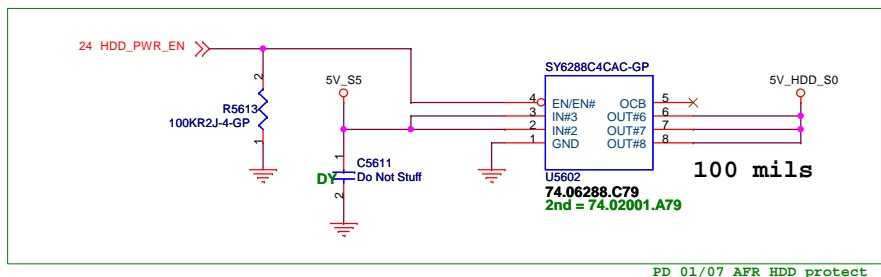 24 HDD_PWR_EN
SY6288C4CAC-GP
5V_S5
5V_HDD_S0
2
R5613
100KR2J-4-GP
1
4 EN/EN# OCB 5
3 IN#3 OUT#6 6
2 IN#2 OUT#7 7
1 GND OUT#8 8
1
C5611
DY Do Not Stuff
2
U5602
74.06288.C79
2nd = 74.02001.A79
100 mils
PD 01/07 AFR HDD protect